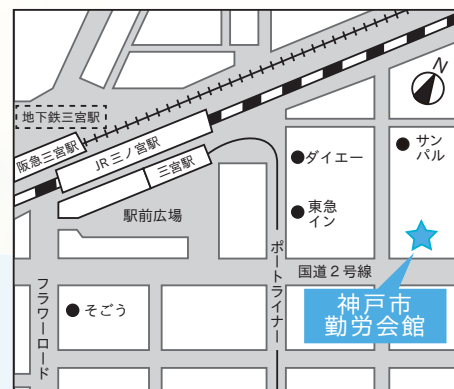 N
地下鉄三宮駅
阪急三宮駅
JR三ノ宮駅
三宮駅
駅前広場
ダイエー
サン
パル
東急
イン
ポートライナー
国道2号線
フラワーロード
そごう
神戸市
勤労会館